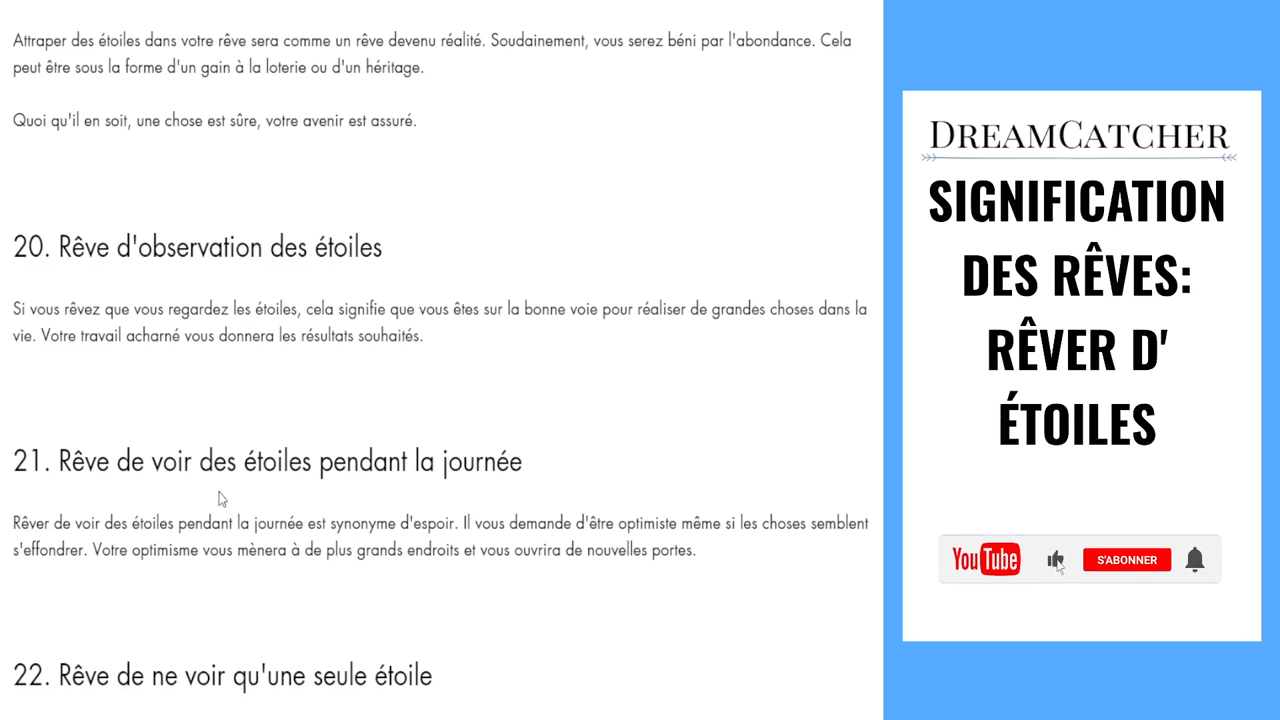 Attraper des étoiles dans votre rêve sera comme un rêve devenu réalité. Soudainement, vous serez béni par l'abondance. Cela
peut être sous la forme d'un gain à la loterie ou d'un héritage.
Quoi qu'il en soit, une chose est sûre, votre avenir est assuré.
20. Rêve d'observation des étoiles
Si vous rêvez que vous regardez les étoiles, cela signifie que vous êtes sur la bonne voie pour réaliser de grandes choses dans la
vie. Votre travail acharné vous donnera les résultats souhaités.
21. Rêve de voir des étoiles pendant la journée
Rêver de voir des étoiles pendant la journée est synonyme d'espoir. Il vous demande d'être optimiste même si les choses semblent
s'effondrer. Votre optimisme vous mènera à de plus grands endroits et vous ouvrira de nouvelles portes.
22. Rêve de ne voir qu'une seule étoile
DREAMCATCHER
SIGNIFICATION
DES RÊVES:
RÊVER D'
ÉTOILES
YouTube
S'ABONNER